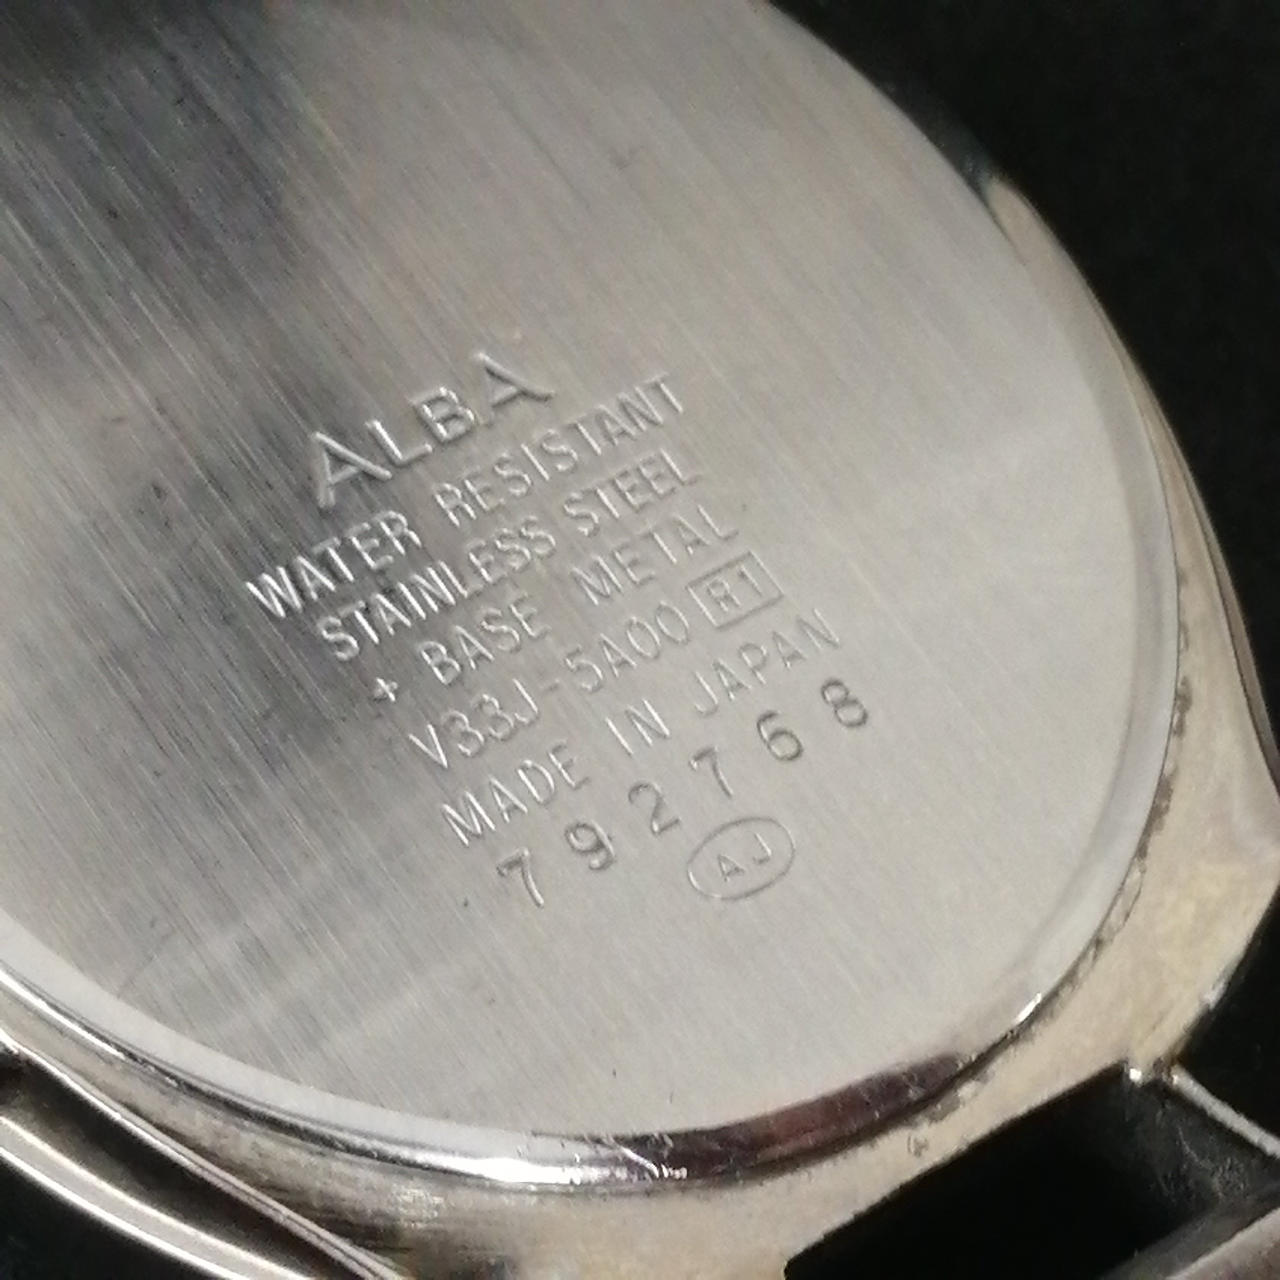 ALBA
WATER RESISTANT
STAINLESS STEEL
+ BASE METAL
V33J-5A00 R1
MADE IN JAPAN
792768
AJ